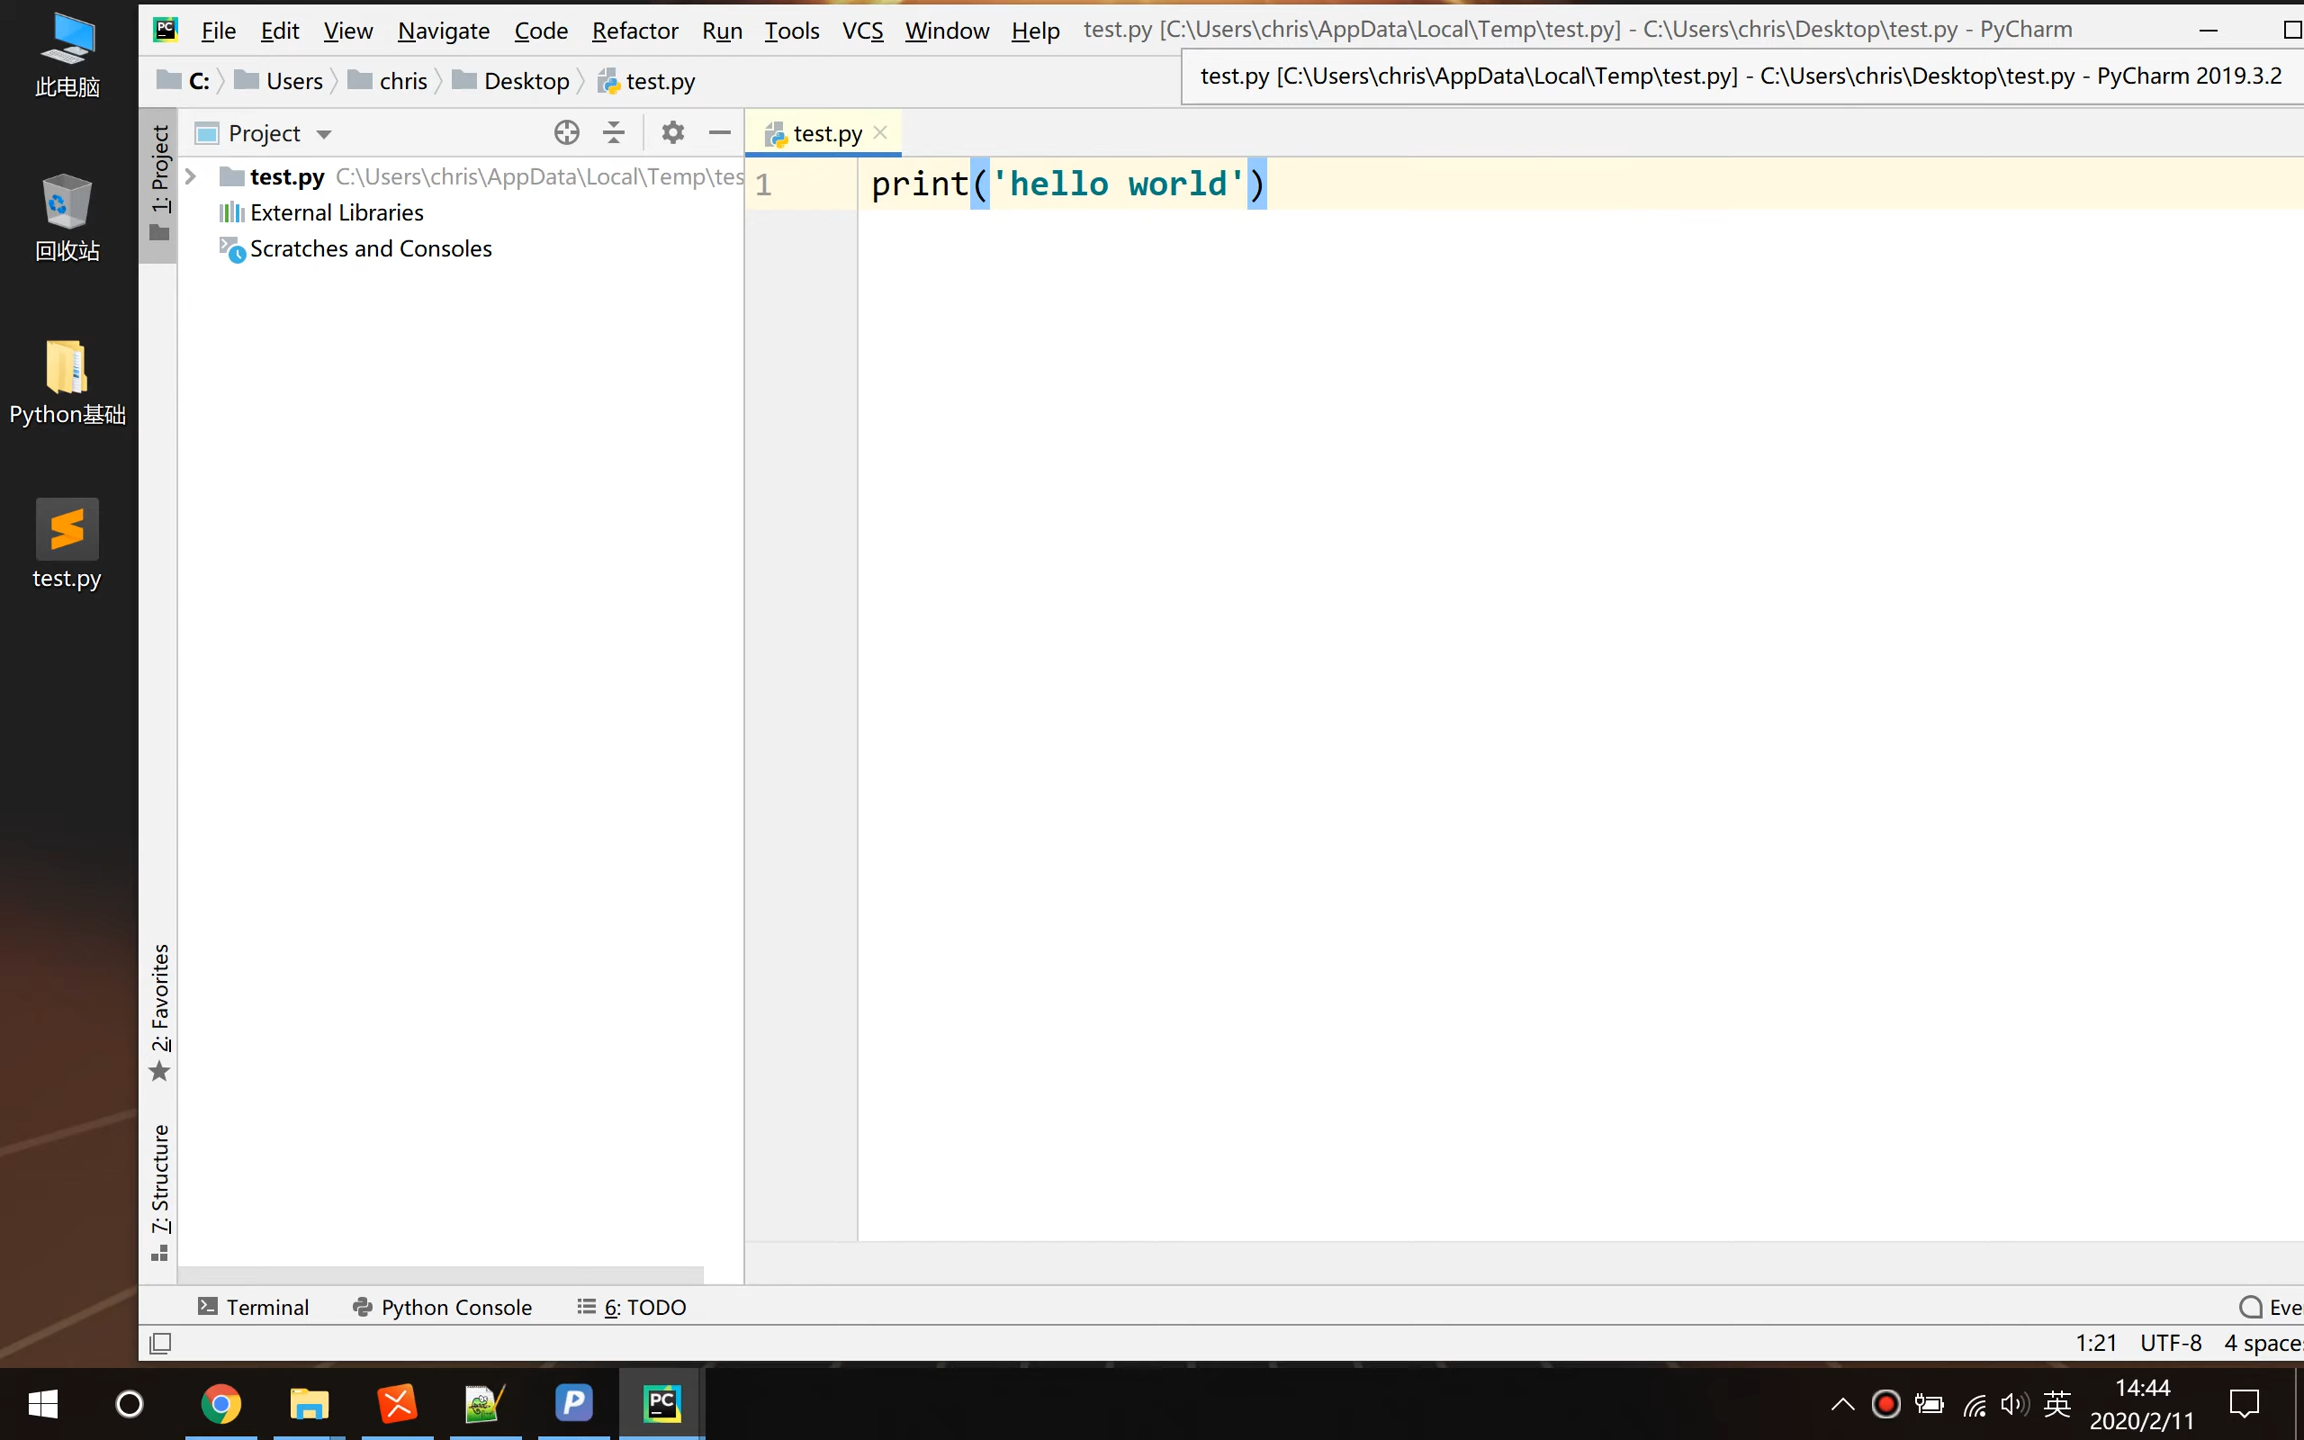 此电脑
回收站
Python基础
test.py
File Edit View Navigate Code Refactor Run Tools VCS Window Help test.py [C:\Users\chris\AppData\Local\Temp\test.py] - C:\Users\chris\Desktop\test.py - PyCharm
C: Users chris Desktop test.py
test.py [C:\Users\chris\AppData\Local\Temp\test.py] - C:\Users\chris\Desktop\test.py - PyCharm 2019.3.2
1: Project
Project
test.py C:\Users\chris\AppData\Local\Temp\tes
External Libraries
Scratches and Consoles
test.py
1 print('hello world')
2: Favorites
7: Structure
Terminal Python Console 6: TODO
Eve
1:21 UTF-8 4 spaces
英
14:44
2020/2/11